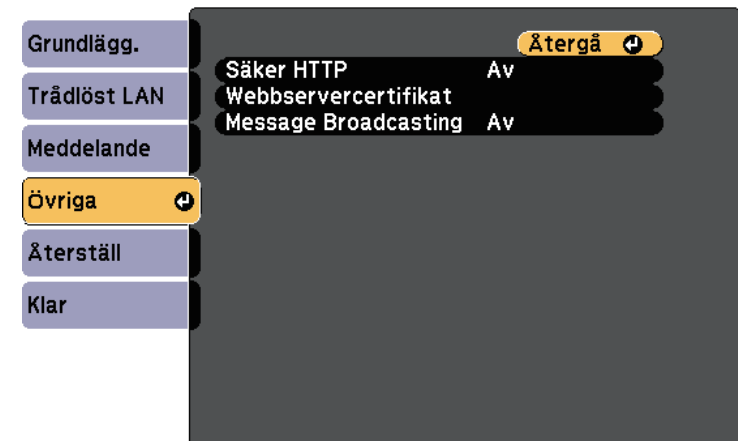 Grundlägg.
Trådlöst LAN
Meddelande
Övriga
Återställ
Klar
Återgå
Säker HTTP Av
Webbservercertifikat
Message Broadcasting Av